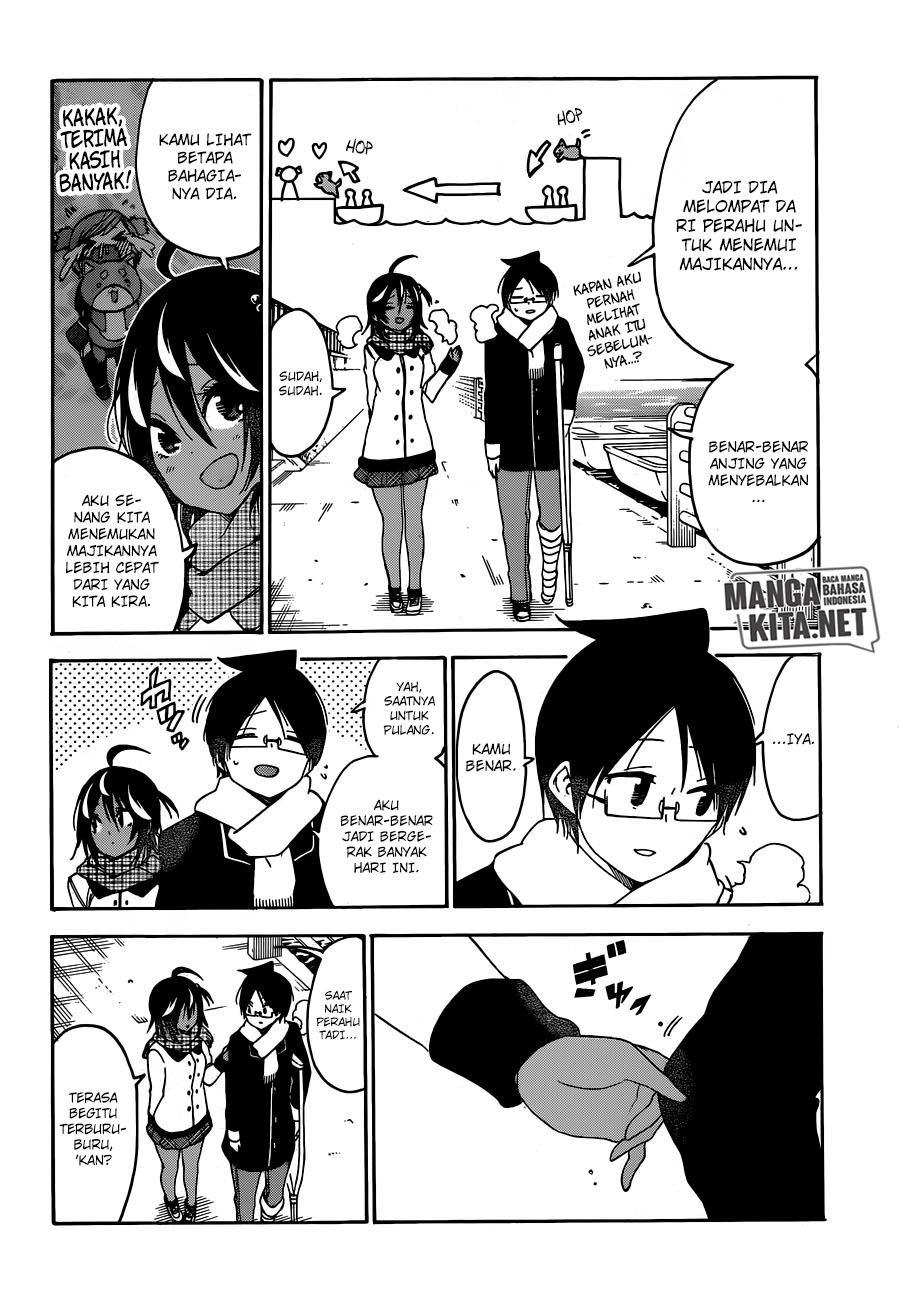 JADI DIA
MELOMPAT DA
RI PERAHU UN-
TUK MENEMUI
MAJIKANNYA...
HOP
HOP
KAPAN AKU
PERNAH
MELIHAT
ANAK ITU
SEBELUM-
NYA...?
BENAR-BENAR
ANJING YANG
MENYEBALKAN
...
SUDAH,
SUDAH.
KAMU LIHAT
BETAPA
BAHAGIA-
NYA DIA.
KAKAK,
TERIMA
KASIH
BANYAK!
AKU SE-
NANG KITA
MENEMUKAN
MAJIKANNYA
LEBIH CEPAT
DARI YANG
KITA KIRA.
MANGA
KITA.NET
BACA MANGA
BAHASA
INDONESIA
...IYA.
KAMU
BENAR.
YAH,
SAATNYA
UNTUK
PULANG.
AKU
BENAR-BENAR
JADI BERGE-
RAK BANYAK
HARI INI.
ギュッ
SAAT
NAIK
PERAHU
TADI...
TERASA
BEGITU
TERBURU-
BURU,
'KAN?